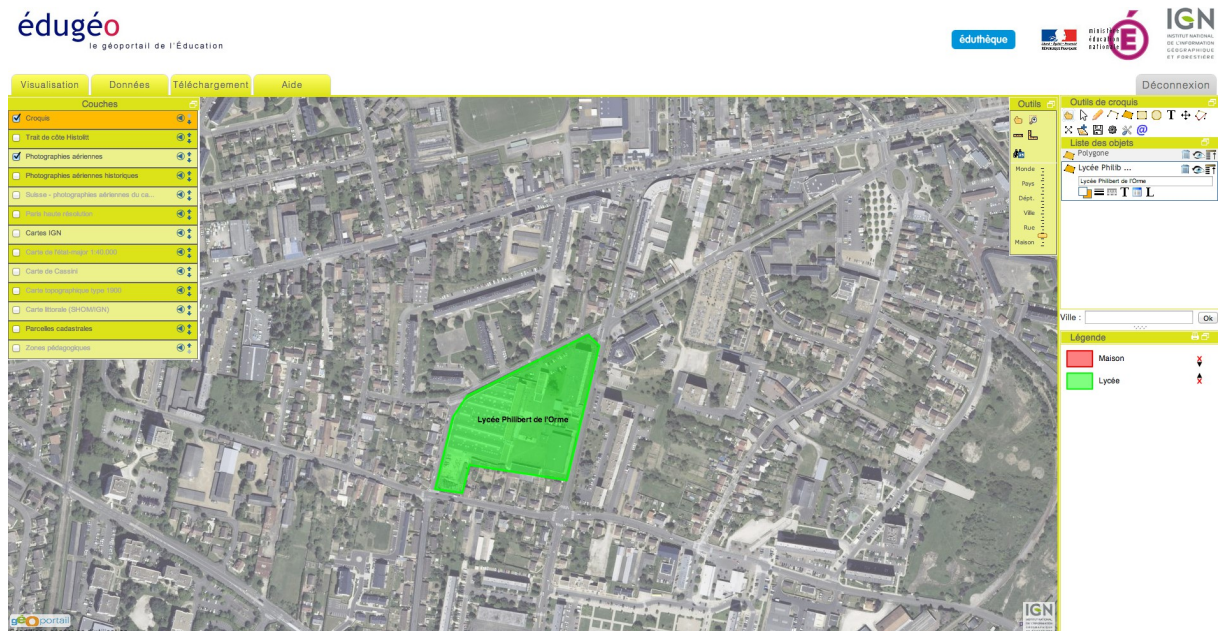 édugéo
le géoportail de l'Éducation
éduthèque
ministère
éducation
nationale
IGN
INSTITUT NATIONAL
DE L'INFORMATION
GÉOGRAPHIQUE
ET FORESTIÈRE
Visualisation
Données
Téléchargement
Aide
Déconnexion
Couches
Croquis
Trait de côte Histolitt
Photographies aériennes
Photographies aériennes historiques
Suisse - photographies aériennes du ca...
Paris haute résolution
Cartes IGN
Carte de l'état-major 1:40.000
Carte de Cassini
Carte topographique type 1900
Carte littorale (SHOM/IGN)
Parcelles cadastrales
Zones pédagogiques
Outils
Monde
Pays
Dépt.
Ville
Rue
Maison
Outils de croquis
Liste des objets
Polygone
Lycée Philib ...
Lycée Philibert de l'Orme
Ville :
Ok
Légende
Maison
Lycée
Lycée Philibert de l'Orme
géoportail
IGN